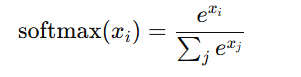 softmax(xᵢ) = e^{xᵢ} / ∑ⱼ e^{xⱼ}